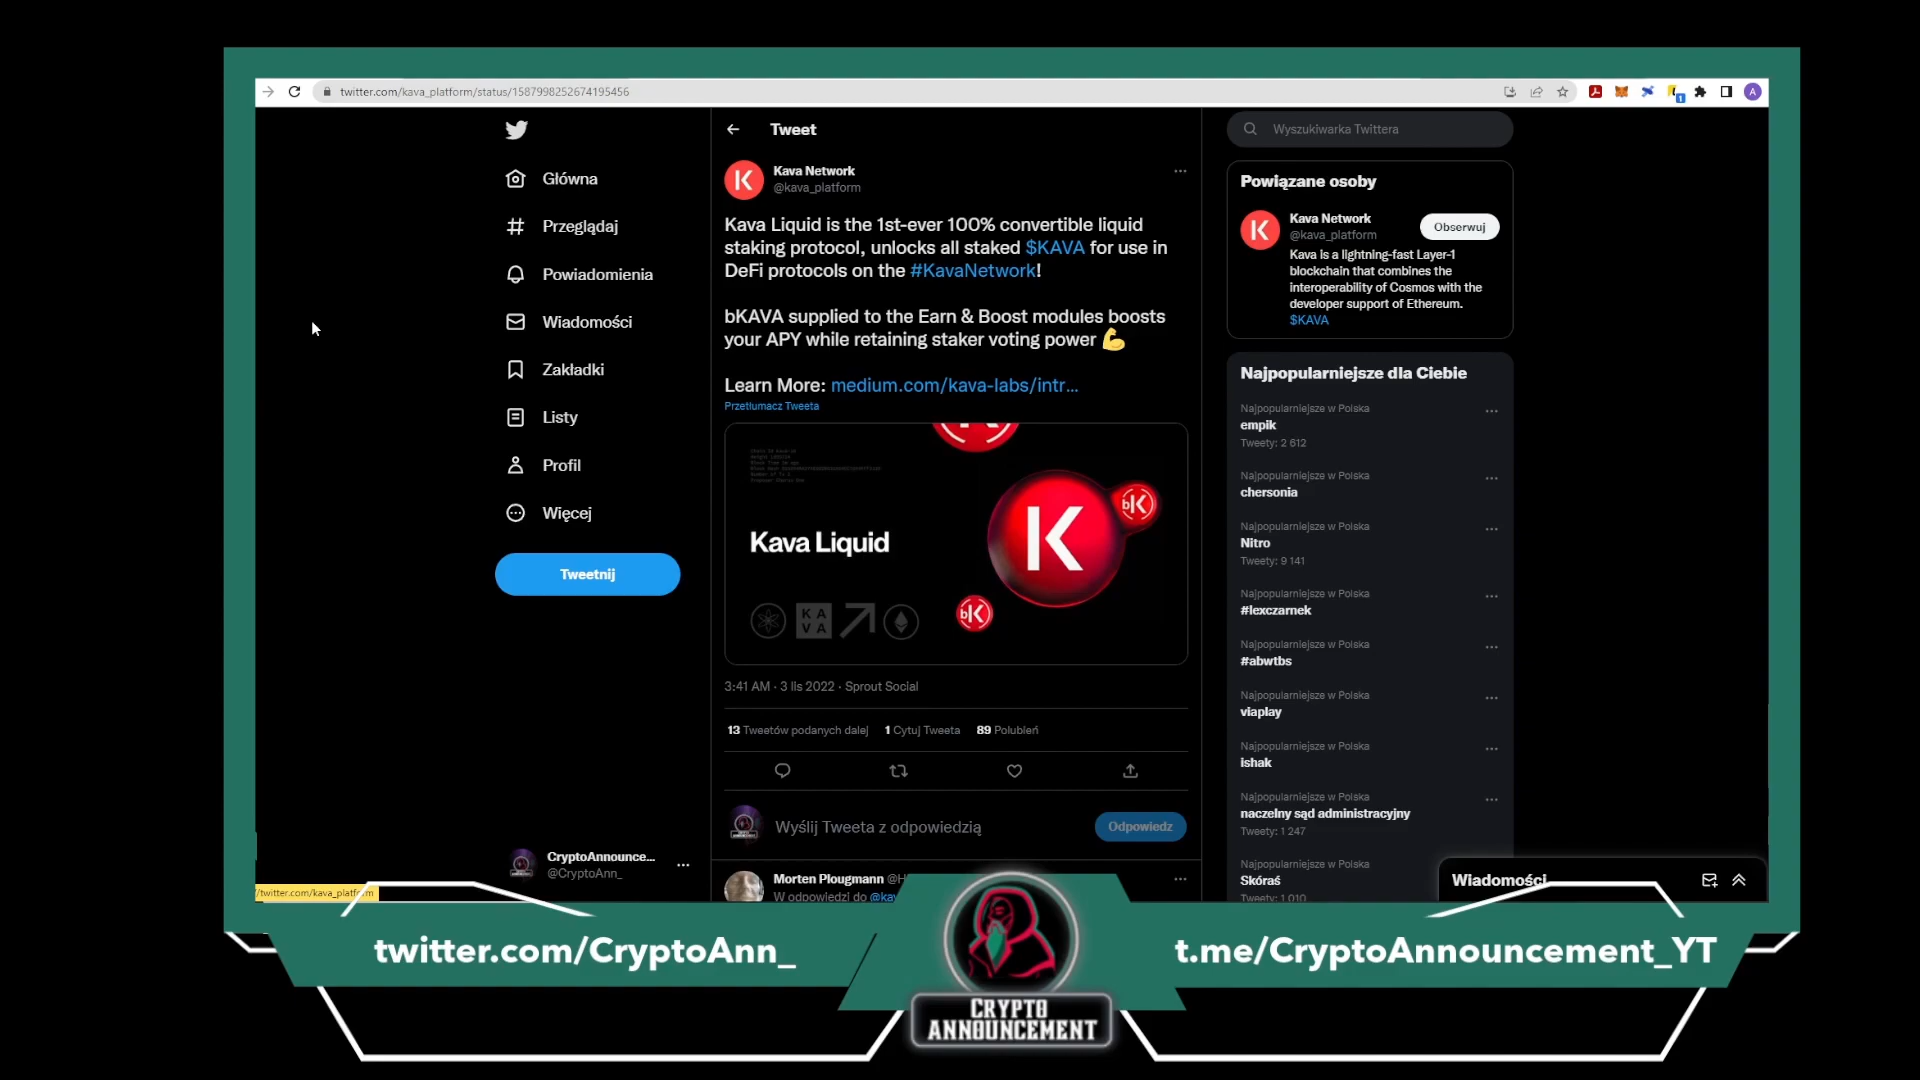 twitter.com/kava_platform/status/1587998252674195456
1
A
Główna
Przeglądaj
Powiadomienia
Wiadomości
Zakładki
Listy
Profil
Więcej
Tweetnij
CryptoAnnounce...
@CryptoAnn_
Tweet
Kava Network
@kava_platform
Kava Liquid is the 1st-ever 100% convertible liquid
staking protocol, unlocks all staked $KAVA for use in
DeFi protocols on the #KavaNetwork!
bKAVA supplied to the Earn & Boost modules boosts
your APY while retaining staker voting power 💪
Learn More: medium.com/kava-labs/intr...
Przetłumacz Tweeta
K
bK
Kava Liquid
KA
VA
bK
3:41 AM · 3 lis 2022 · Sprout Social
13 Tweetów podanych dalej 1 Cytuj Tweeta 89 Polubień
Wyślij Tweeta z odpowiedzią
Odpowiedz
Morten Plougmann @H
W odpowiedzi do @kav
Wyszukiwarka Twittera
Powiązane osoby
Kava Network
@kava_platform
Obserwuj
Kava is a lightning-fast Layer-1
blockchain that combines the
interoperability of Cosmos with the
developer support of Ethereum.
$KAVA
Najpopularniejsze dla Ciebie
Najpopularniejsze w Polska
empik
Tweety: 2 612
Najpopularniejsze w Polska
chersonia
Najpopularniejsze w Polska
Nitro
Tweety: 9 141
Najpopularniejsze w Polska
#lexczarnek
Najpopularniejsze w Polska
#abwtbs
Najpopularniejsze w Polska
viaplay
Najpopularniejsze w Polska
ishak
Najpopularniejsze w Polska
naczelny sąd administracyjny
Tweety: 1 247
Najpopularniejsze w Polska
Skóraś
Tweety: 1 010
Wiadomości
/twitter.com/kava_platform
twitter.com/CryptoAnn_
CRYPTO
ANNOUNCEMENT
t.me/CryptoAnnouncement_YT